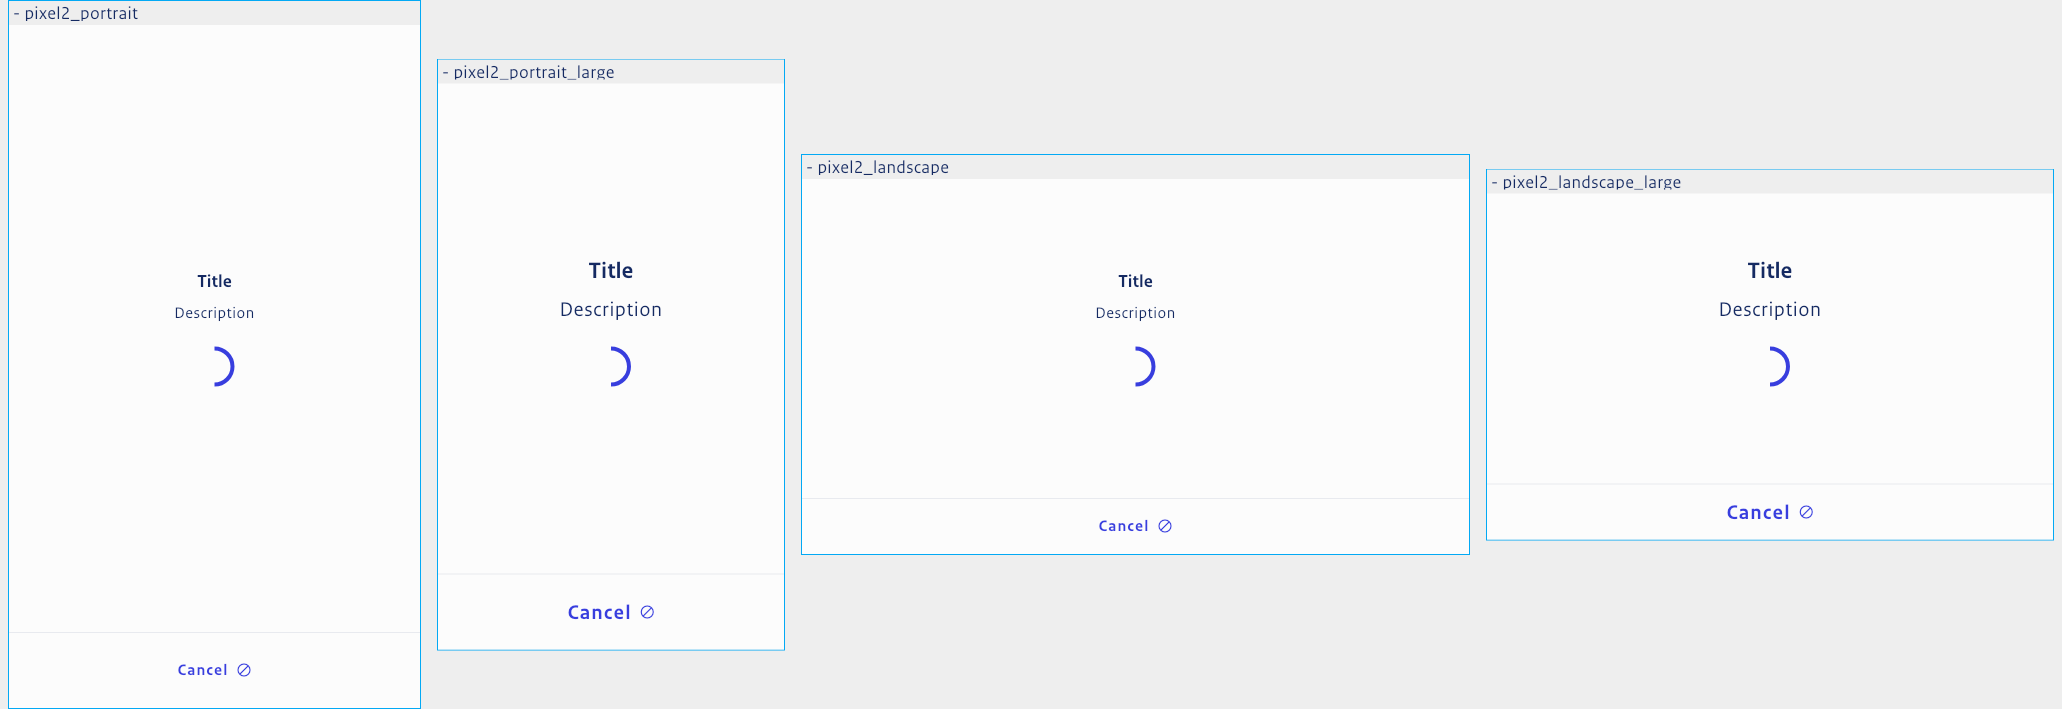 - pixel2_portrait
Title
Description
Cancel
- pixel2_portrait_large
Title
Description
Cancel
- pixel2_landscape
Title
Description
Cancel
- pixel2_landscape_large
Title
Description
Cancel